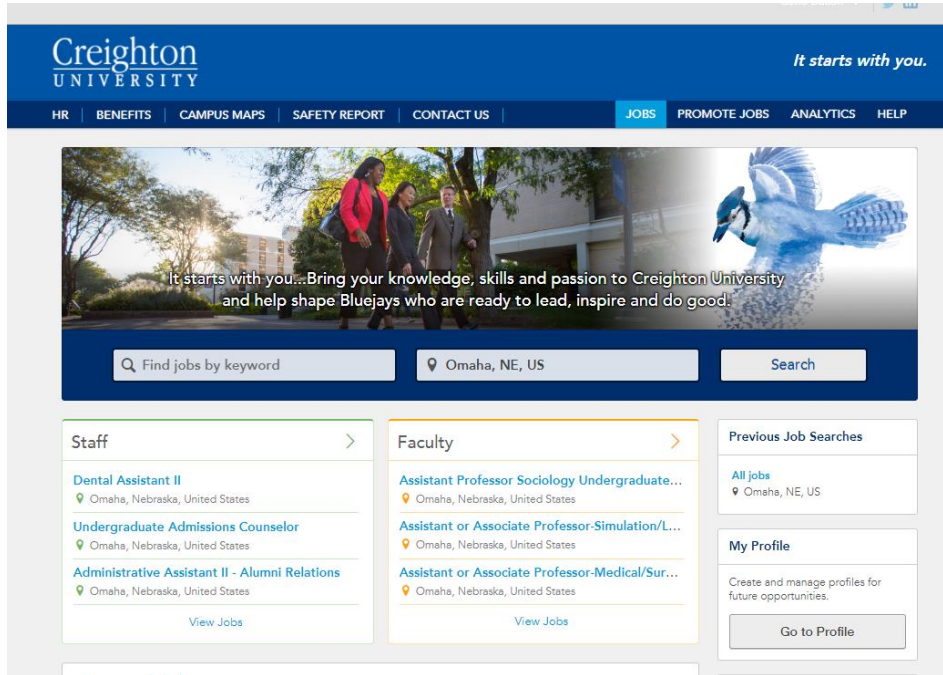 Creighton
UNIVERSITY
It starts with you.
HR
BENEFITS
CAMPUS MAPS
SAFETY REPORT
CONTACT US
JOBS
PROMOTE JOBS
ANALYTICS
HELP
It starts with you...Bring your knowledge, skills and passion to Creighton University
and help shape Bluejays who are ready to lead, inspire and do good.
Find jobs by keyword
Omaha, NE, US
Search
Staff
Dental Assistant II
Omaha, Nebraska, United States
Undergraduate Admissions Counselor
Omaha, Nebraska, United States
Administrative Assistant II - Alumni Relations
Omaha, Nebraska, United States
View Jobs
Faculty
Assistant Professor Sociology Undergraduate...
Omaha, Nebraska, United States
Assistant or Associate Professor-Simulation/L...
Omaha, Nebraska, United States
Assistant or Associate Professor-Medical/Sur...
Omaha, Nebraska, United States
View Jobs
Previous Job Searches
All jobs
Omaha, NE, US
My Profile
Create and manage profiles for
future opportunities.
Go to Profile